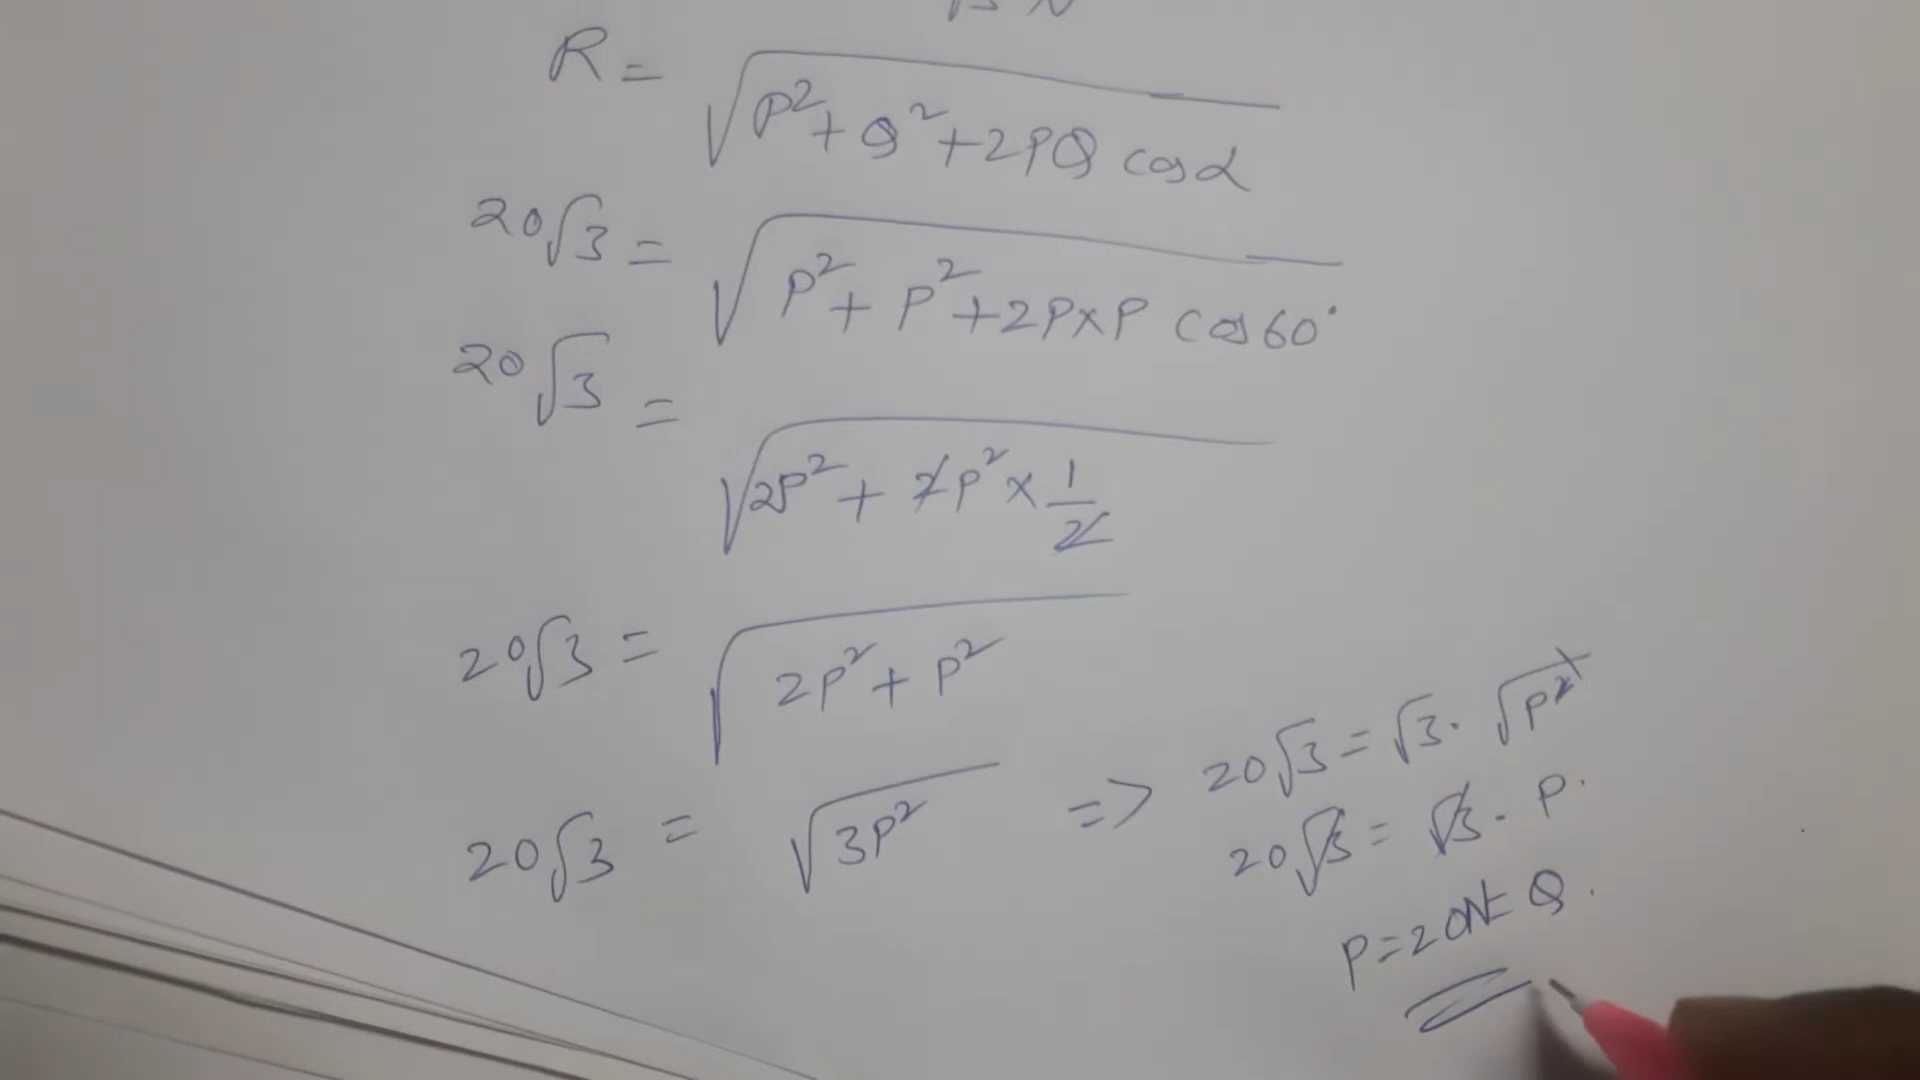 R = √(P² + Q² + 2PQ cos α)
20√3 = √(P² + P² + 2P×P cos 60°)
20√3 = √(2P² + 2P² × 1/2)
20√3 = √(2P² + P²)
20√3 = √(3P²) => 20√3 = √3 . √P²
20√3 = √3 . P.
P = 20N = Q.